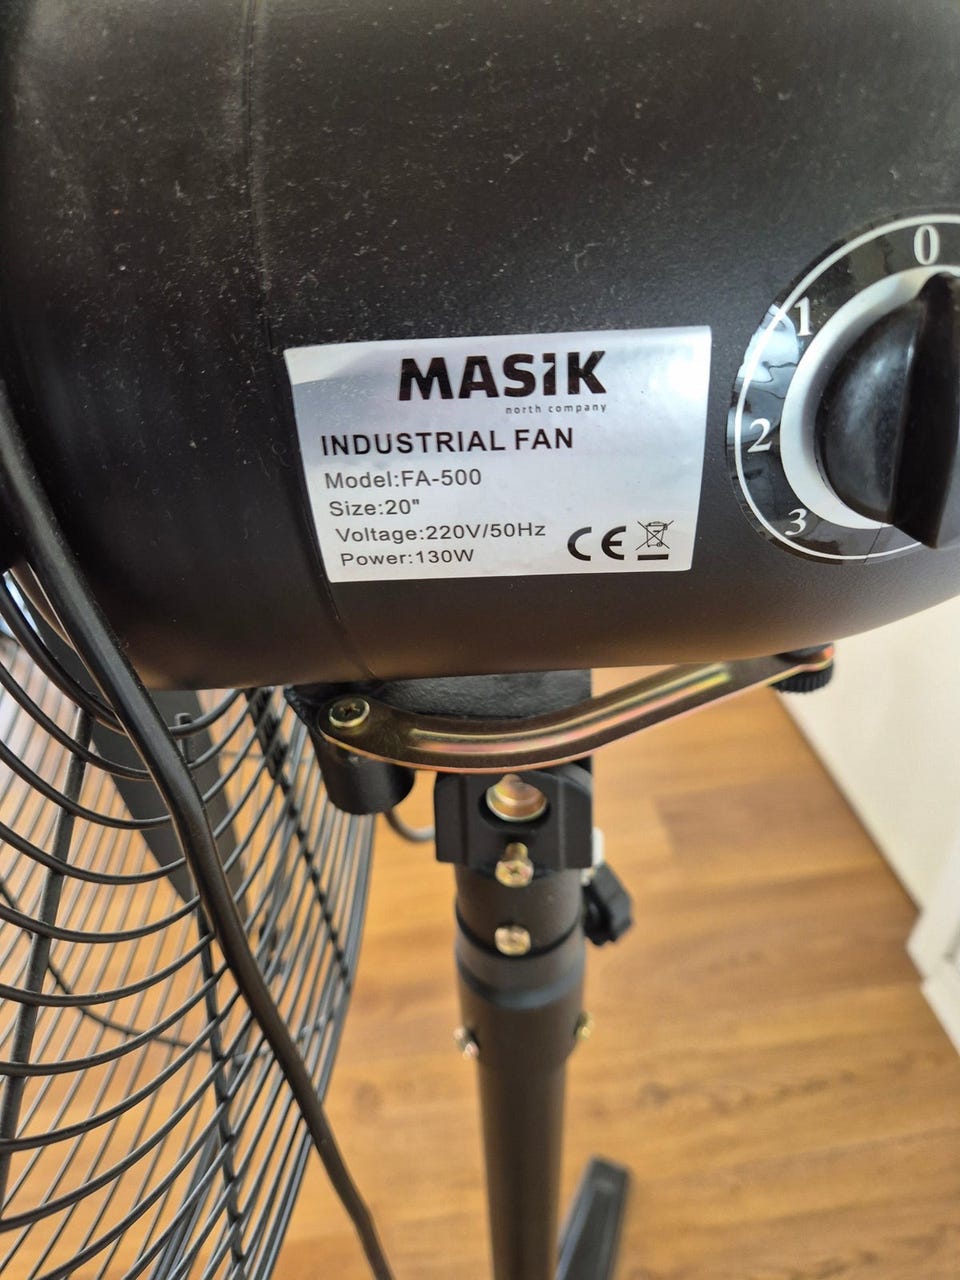 MASiK
north company
INDUSTRIAL FAN
Model:FA-500
Size:20"
Voltage:220V/50Hz
Power:130W
CE
0
1
2
3